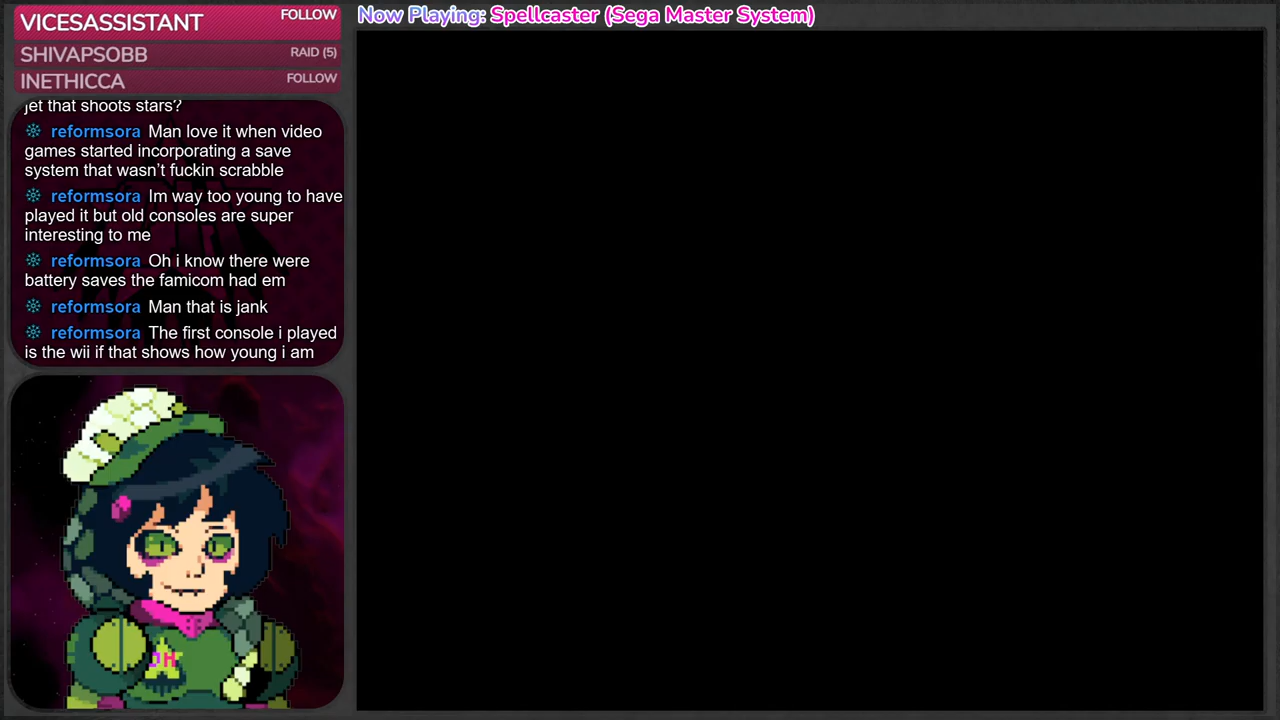 VICESASSISTANT FOLLOW
SHIVAPSOBB RAID (5)
INETHICCA FOLLOW
Now Playing: Spellcaster (Sega Master System)
jet that shoots stars?
reformsora Man love it when video
games started incorporating a save
system that wasn't fuckin scrabble
reformsora Im way too young to have
played it but old consoles are super
interesting to me
reformsora Oh i know there were
battery saves the famicom had em
reformsora Man that is jank
reformsora The first console i played
is the wii if that shows how young i am